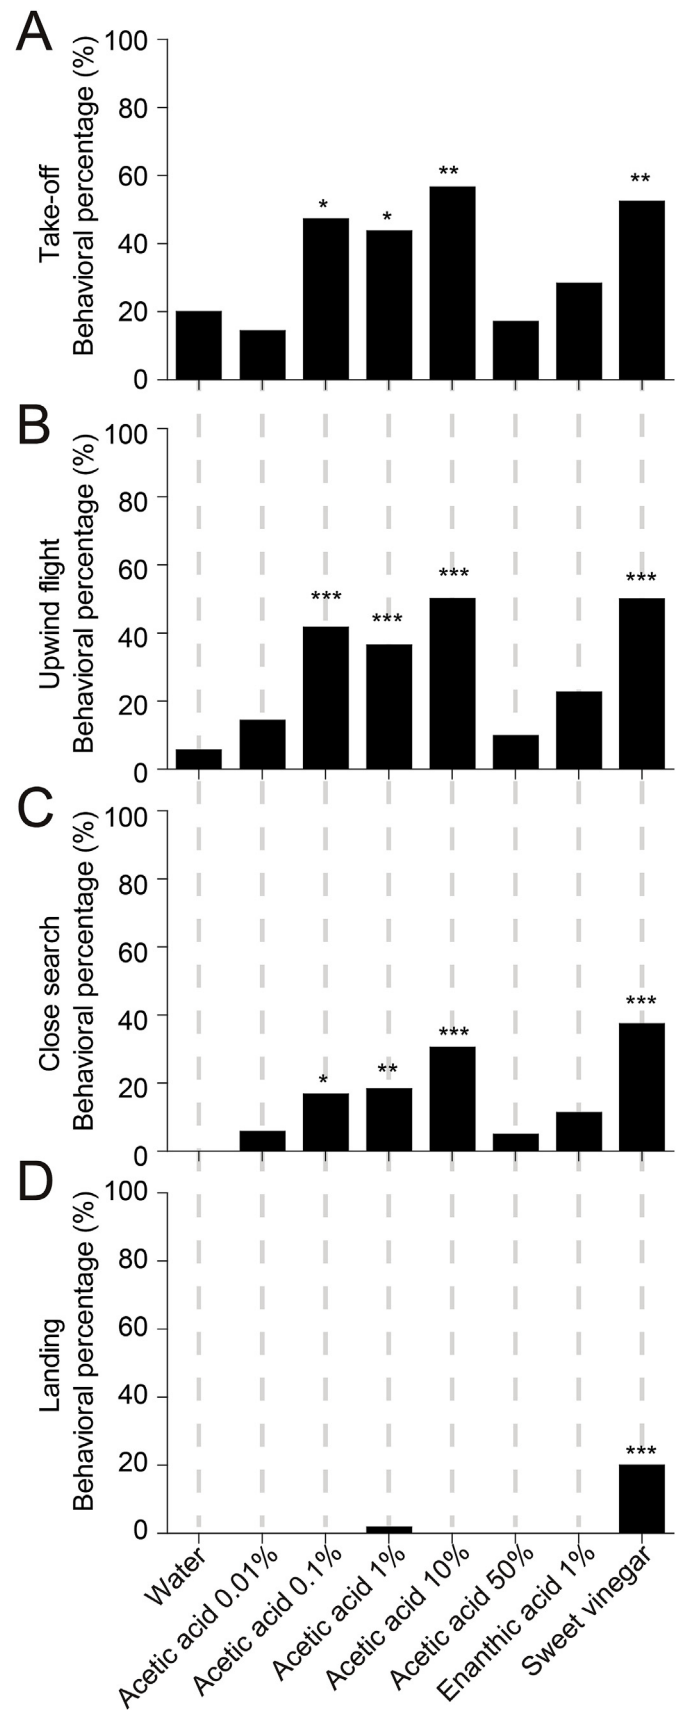 A
Take-off
Behavioral percentage (%)
100
80
60
40
20
0
*
*
**
**
B
Upwind flight
Behavioral percentage (%)
100
80
60
40
20
0
***
***
***
***
C
Close search
Behavioral percentage (%)
100
80
60
40
20
0
*
**
***
***
D
Landing
Behavioral percentage (%)
100
80
60
40
20
0
***
Water
Acetic acid 0.01%
Acetic acid 0.1%
Acetic acid 1%
Acetic acid 10%
Acetic acid 50%
Enanthic acid 1%
Sweet vinegar